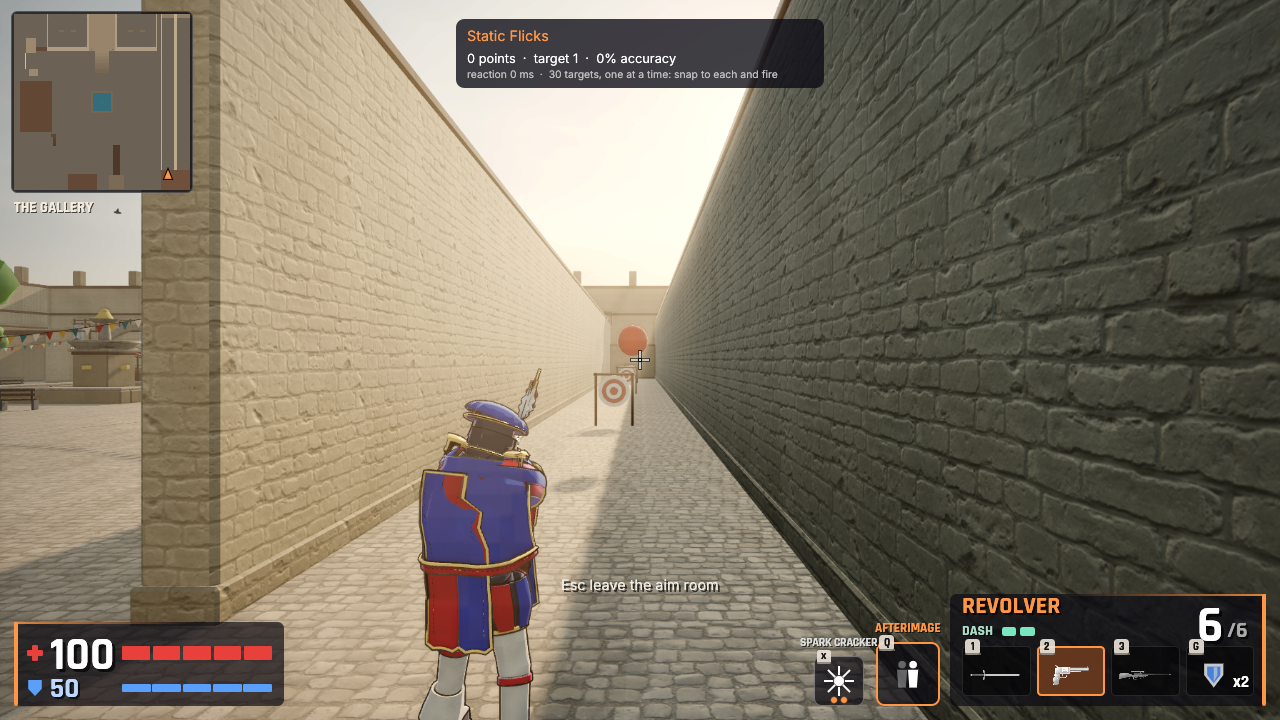 Static Flicks
0 points · target 1 · 0% accuracy
reaction 0 ms · 30 targets, one at a time: snap to each and fire
THE GALLERY
Esc leave the aim room
100
50
SPARK CRACKER
X
AFTERIMAGE
Q
REVOLVER
DASH
6 /6
1
2
3
G
x2